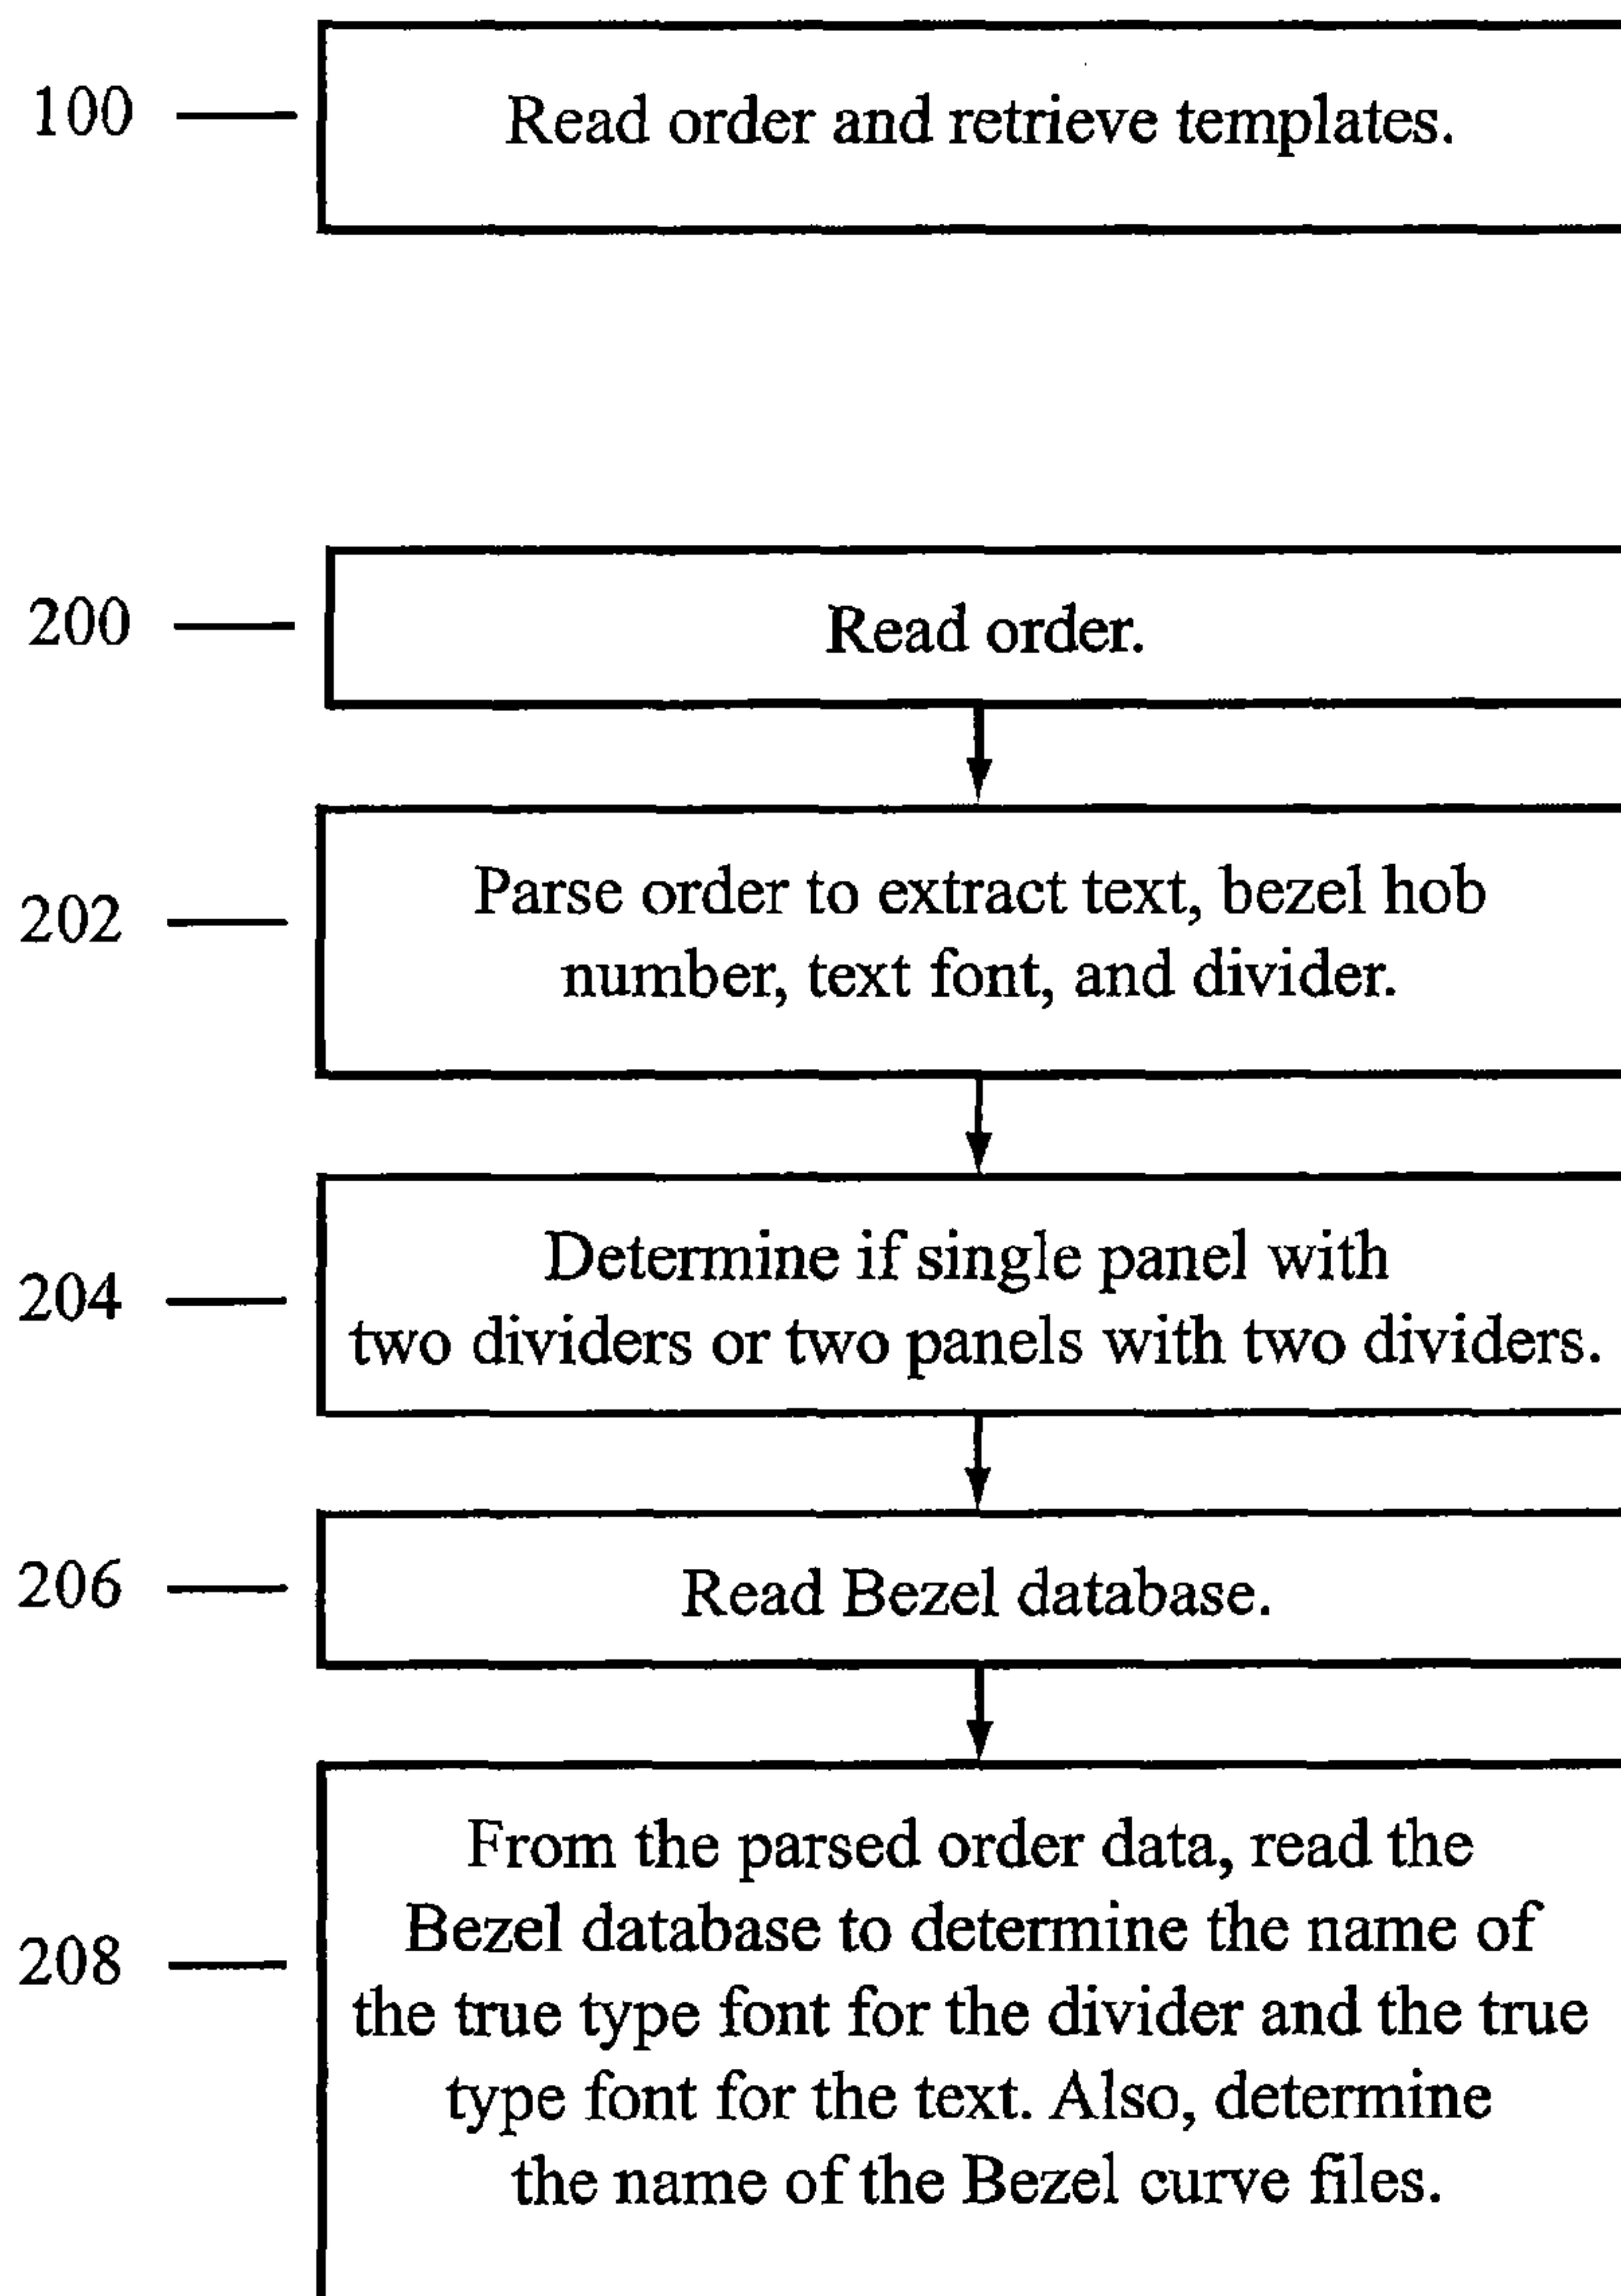 100
Read order and retrieve templates.
200
Read order.
202
Parse order to extract text, bezel hob
number, text font, and divider.
204
Determine if single panel with
two dividers or two panels with two dividers.
206
Read Bezel database.
208
From the parsed order data, read the
Bezel database to determine the name of
the true type font for the divider and the true
type font for the text. Also, determine
the name of the Bezel curve files.